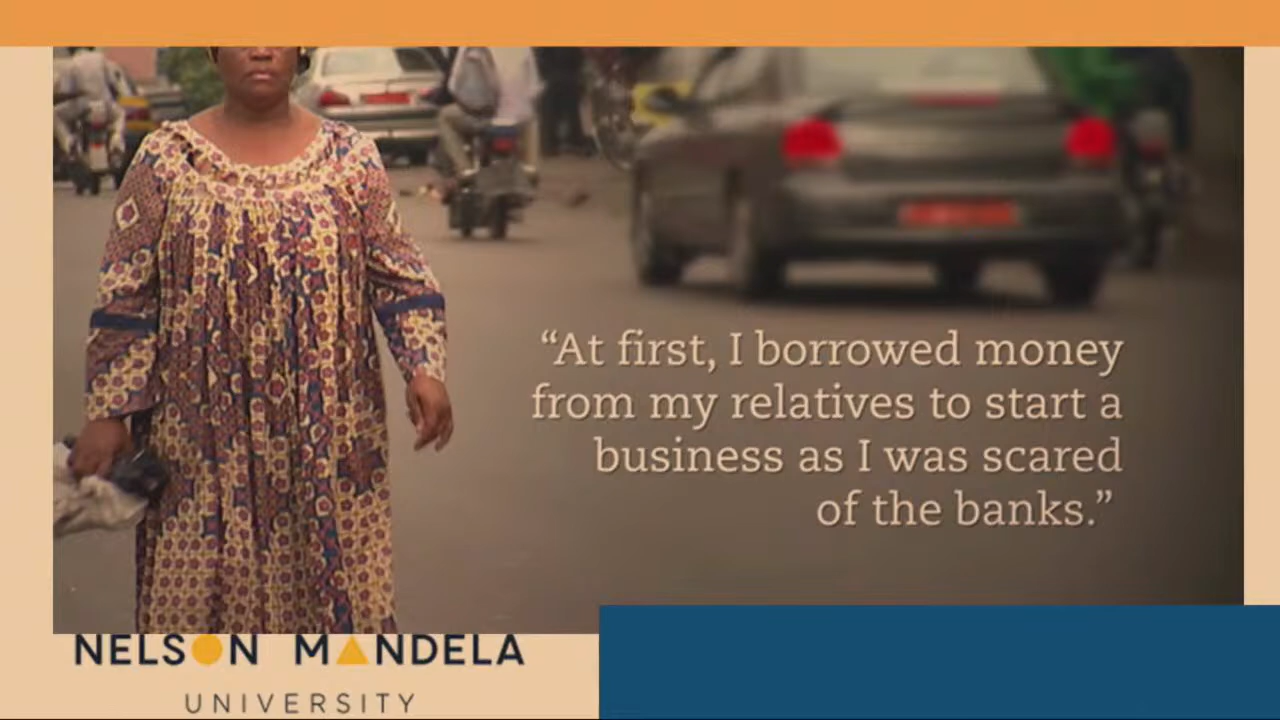 “At first, I borrowed money
from my relatives to start a
business as I was scared
of the banks.”
NELSON MANDELA
UNIVERSITY